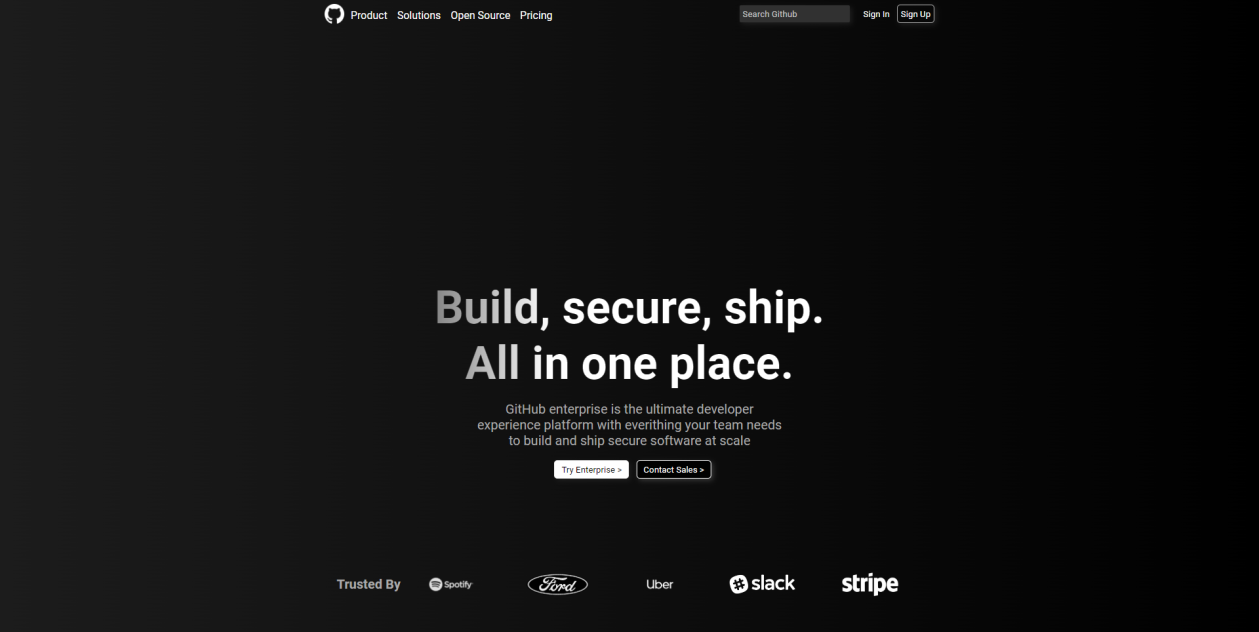 Product Solutions Open Source Pricing Search Github Sign In Sign Up
Build, secure, ship.
All in one place.
GitHub enterprise is the ultimate developer
experience platform with everithing your team needs
to build and ship secure software at scale
Try Enterprise > Contact Sales >
Trusted By Spotify Ford Uber slack stripe